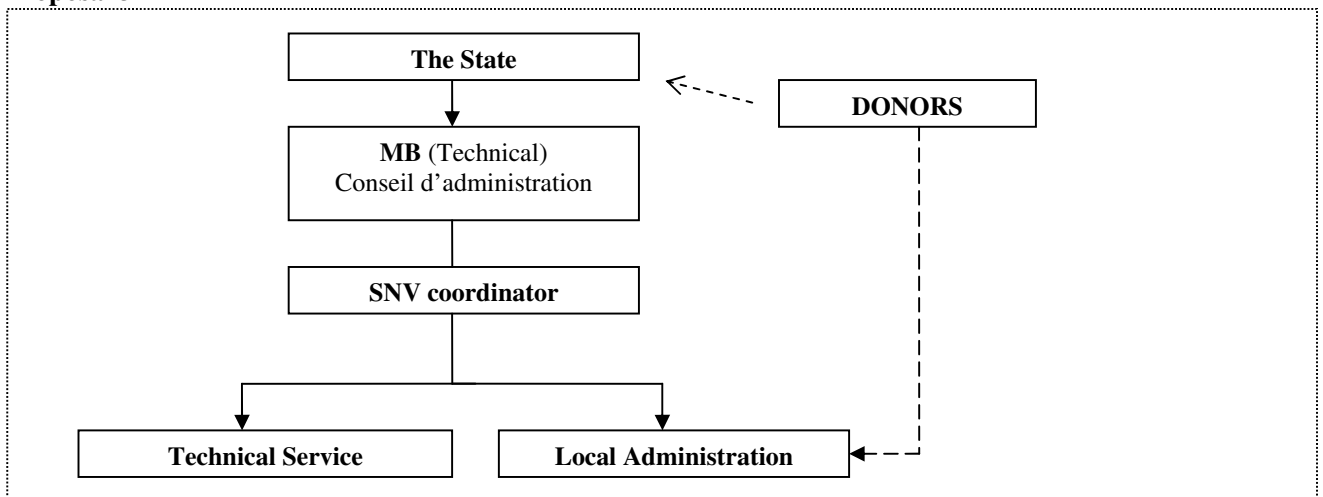 The State
DONORS
MB (Technical)
Conseil d’administration
SNV coordinator
Technical Service
Local Administration